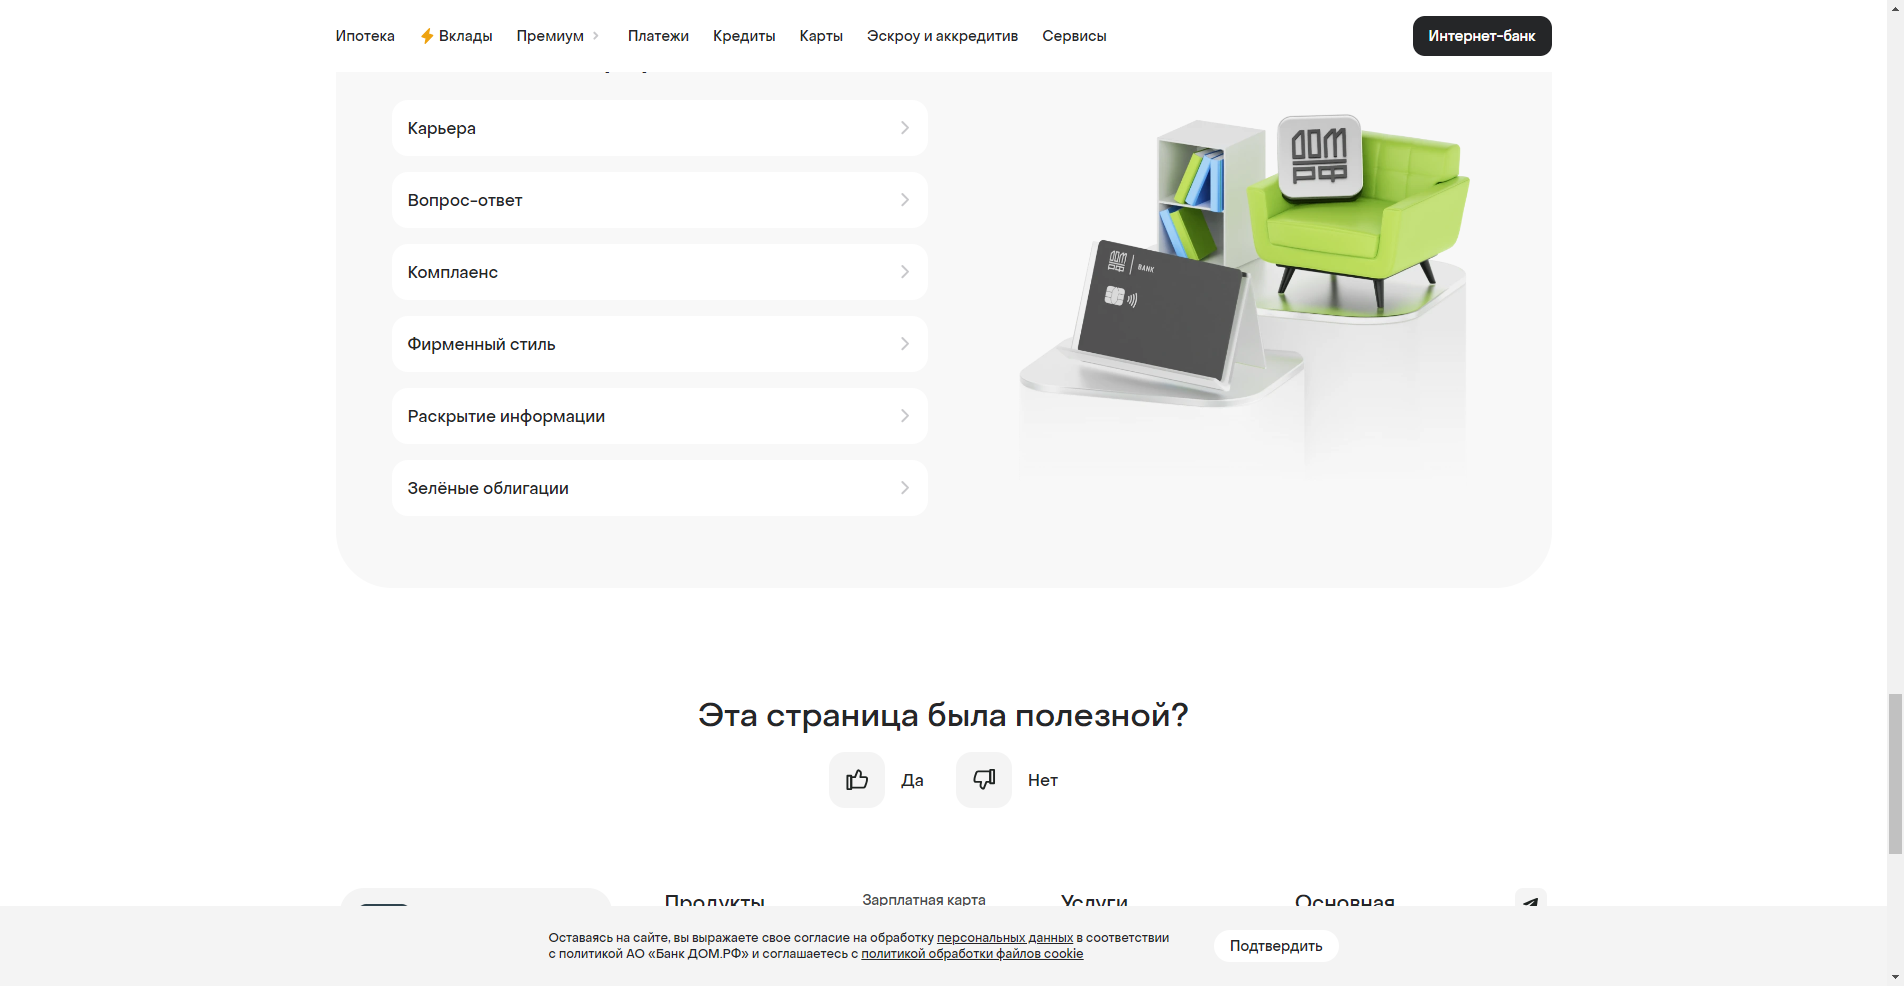 Ипотека
Вклады
Премиум
Платежи
Кредиты
Карты
Эскроу и аккредитив
Сервисы
Интернет-банк
Карьера
Вопрос-ответ
Комплаенс
Фирменный стиль
Раскрытие информации
Зелёные облигации
ДОМ
РФ
ДОМ
РФ
БАНК
Эта страница была полезной?
Да
Нет
Продукты
Зарплатная карта
Услуги
Основная
Оставаясь на сайте, вы выражаете свое согласие на обработку персональных данных в соответствии
с политикой АО «Банк ДОМ.РФ» и соглашаетесь с политикой обработки файлов cookie
Подтвердить